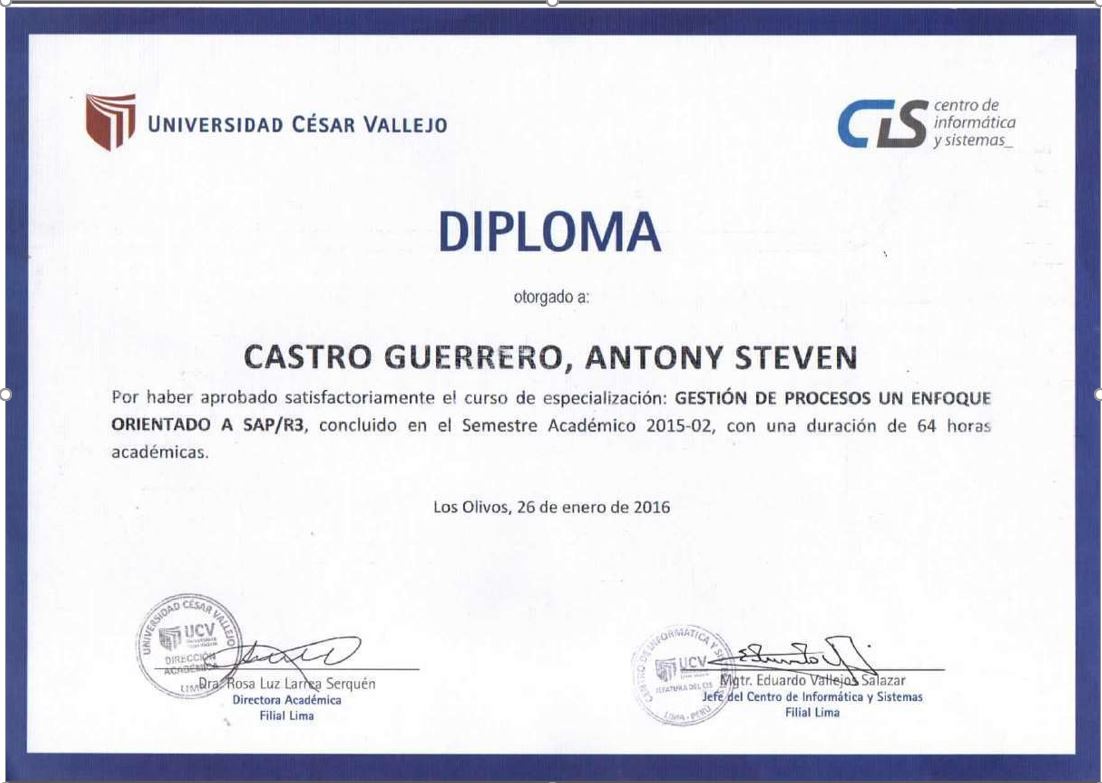 UNIVERSIDAD CÉSAR VALLEJO
CIS centro de
informática
y sistemas_
DIPLOMA
otorgado a:
CASTRO GUERRERO, ANTONY STEVEN
Por haber aprobado satisfactoriamente el curso de especialización: GESTIÓN DE PROCESOS UN ENFOQUE
ORIENTADO A SAP/R3, concluido en el Semestre Académico 2015-02, con una duración de 64 horas
académicas.
Los Olivos, 26 de enero de 2016
UNIVERSIDAD CÉSAR VALLEJO
UCV
DIRECCIÓN
ACADÉMICA
LIMA
Dra. Rosa Luz Larrea Serquén
Directora Académica
Filial Lima
CENTRO DE INFORMÁTICA Y
UCV
JEFATURA DEL CIS
LIMA - PERÚ
Mgtr. Eduardo Vallejos Salazar
Jefe del Centro de Informática y Sistemas
Filial Lima